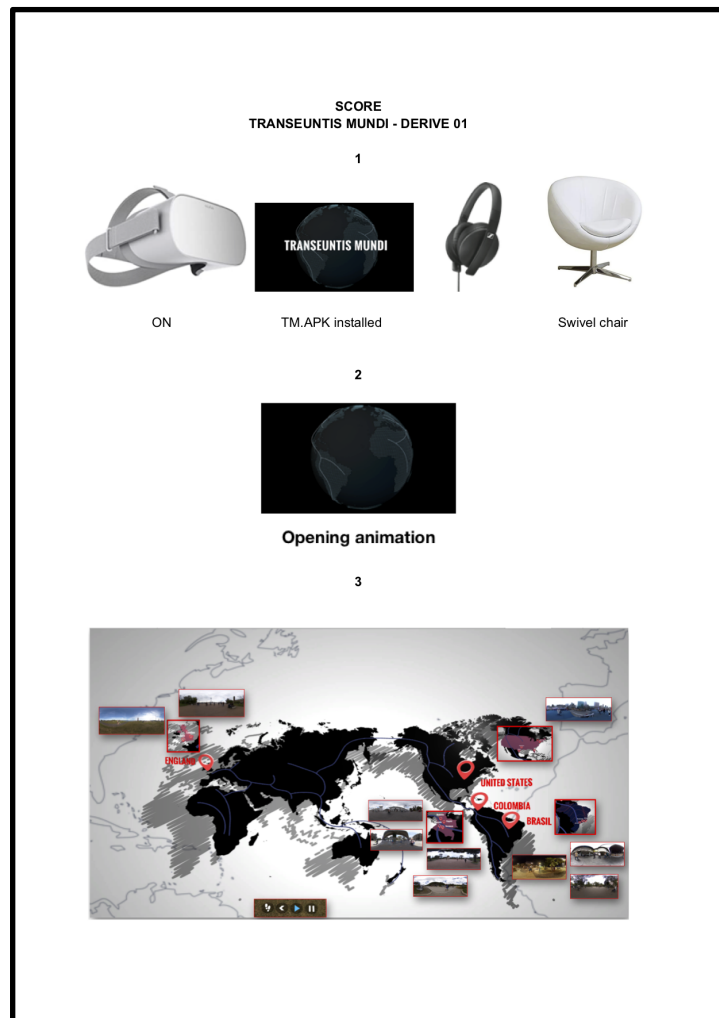 SCORE
TRANSEUNTIS MUNDI - DERIVE 01
1
TRANSEUNTIS MUNDI
ON
TM.APK installed
Swivel chair
2
Opening animation
3
ENGLAND
UNITED STATES
COLOMBIA
BRASIL